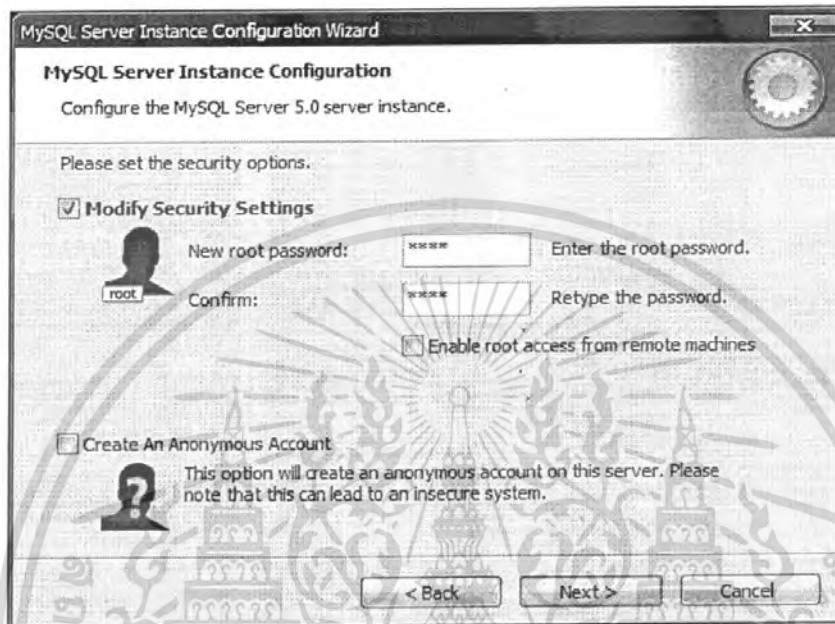 MySQL Server Instance Configuration Wizard
MySQL Server Instance Configuration
Configure the MySQL Server 5.0 server instance.
Please set the security options.
Modify Security Settings
New root password: **** Enter the root password.
root
Confirm: **** Retype the password.
Enable root access from remote machines
Create An Anonymous Account
This option will create an anonymous account on this server. Please
note that this can lead to an insecure system.
?
< Back Next > Cancel